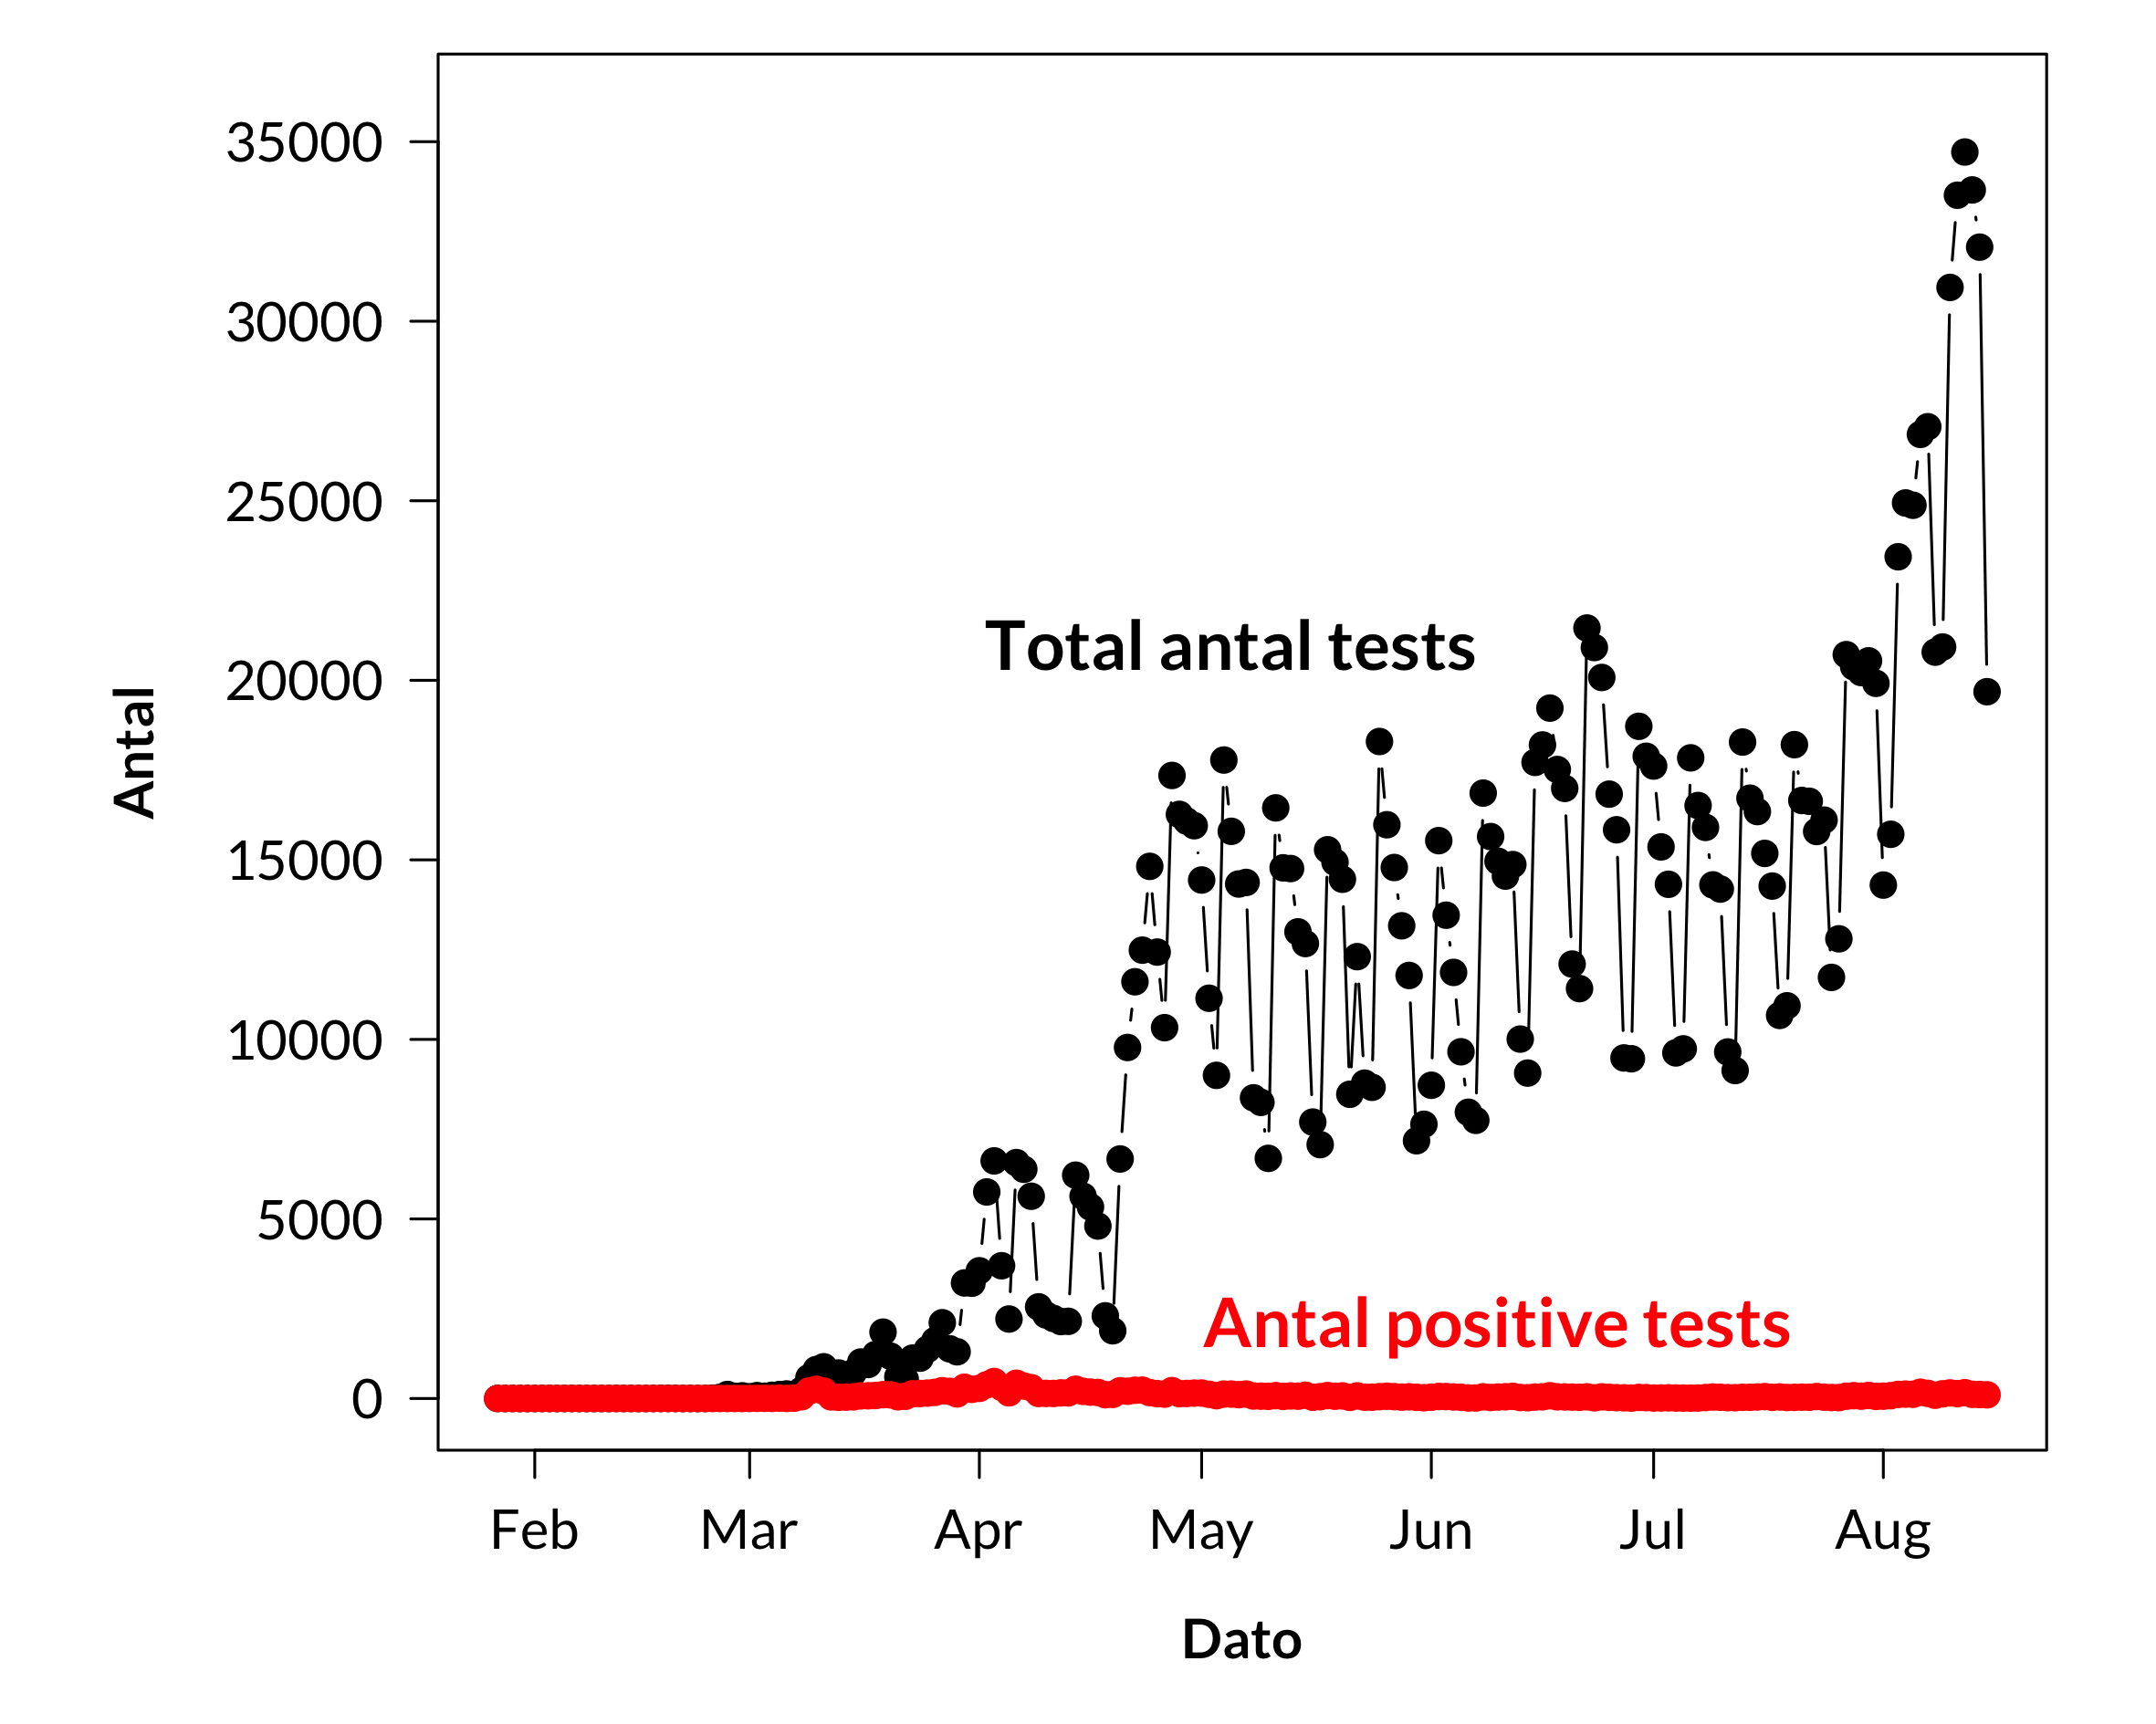 35000
30000
25000
20000
15000
10000
5000
0
Antal
Total antal tests
Antal positive tests
Feb Mar Apr May Jun Jul Aug
Dato